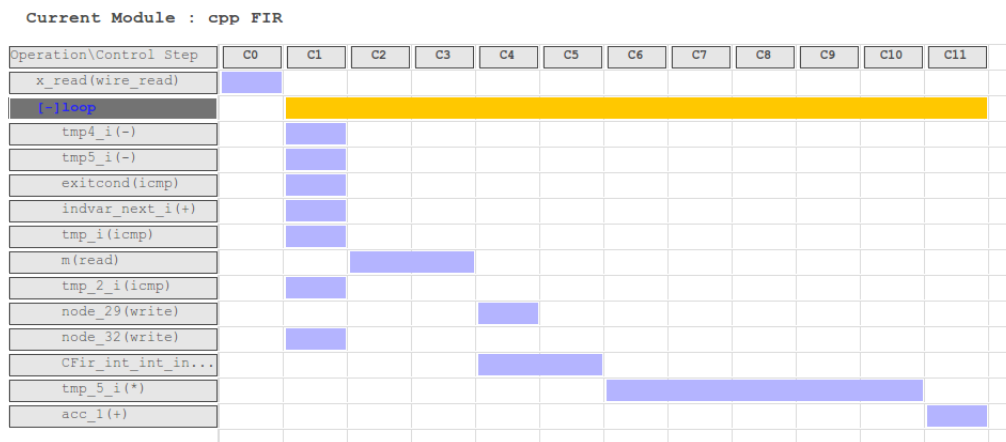 Current Module : cpp FIR
Operation\Control Step C0 C1 C2 C3 C4 C5 C6 C7 C8 C9 C10 C11
x_read(wire_read)
[-]loop
tmp4_i(-)
tmp5_i(-)
exitcond(icmp)
indvar_next_i(+)
tmp_i(icmp)
m(read)
tmp_2_i(icmp)
node_29(write)
node_32(write)
CFir_int_int_in...
tmp_5_i(*)
acc_1(+)